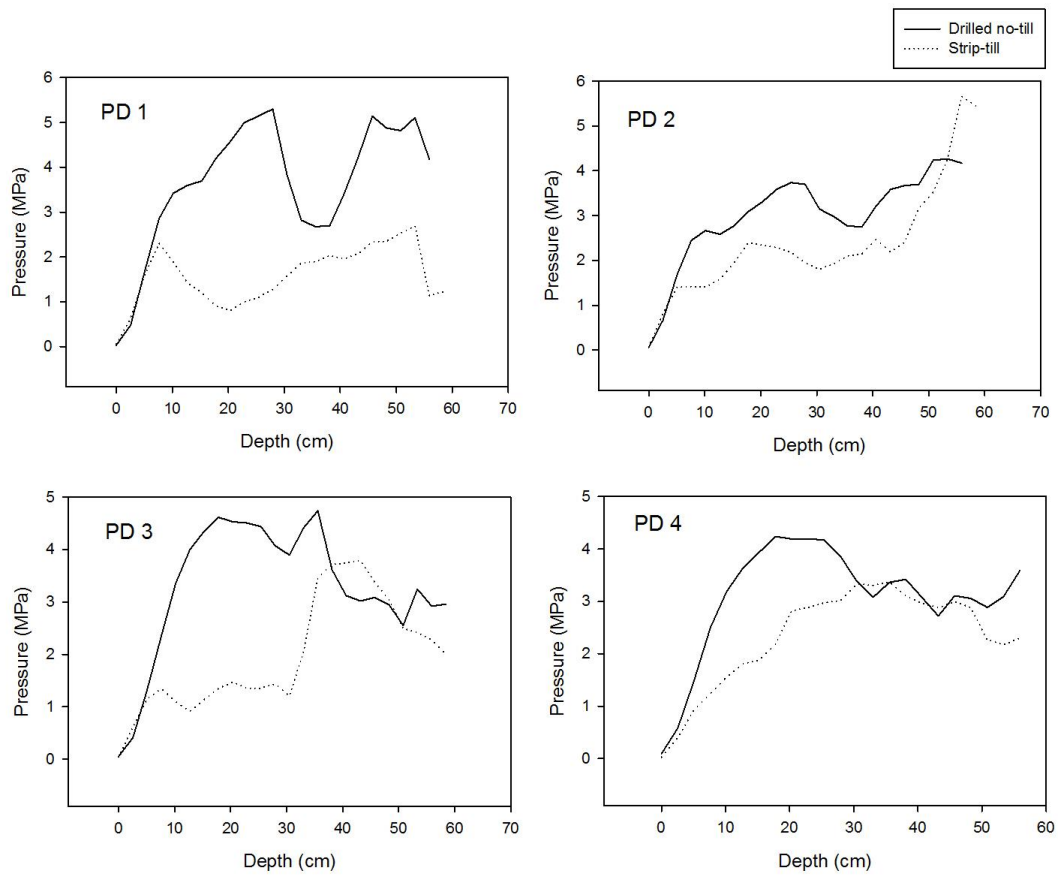 Drilled no-till
Strip-till
PD 1
Pressure (MPa)
6
5
4
3
2
1
0
0 10 20 30 40 50 60 70
Depth (cm)
PD 2
Pressure (MPa)
6
5
4
3
2
1
0
0 10 20 30 40 50 60 70
Depth (cm)
PD 3
Pressure (MPa)
5
4
3
2
1
0
0 10 20 30 40 50 60 70
Depth (cm)
PD 4
Pressure (MPa)
5
4
3
2
1
0
0 10 20 30 40 50 60
Depth (cm)